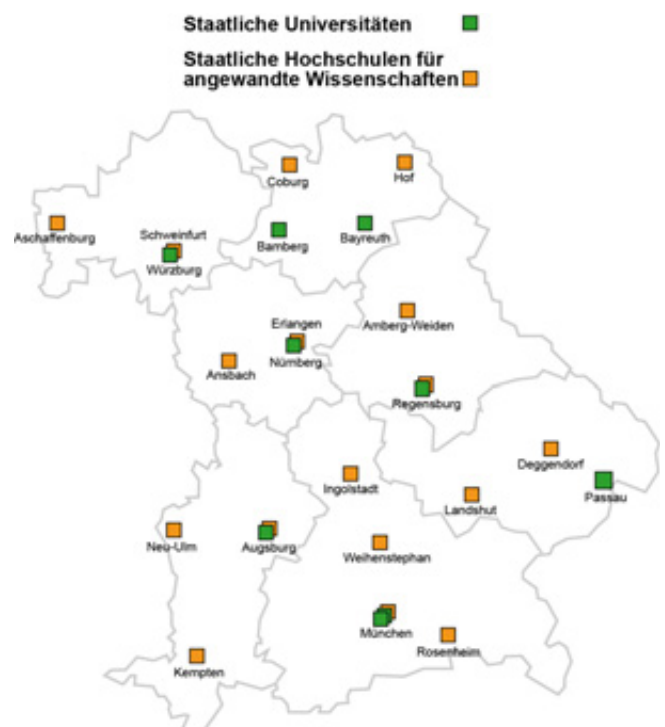 Staatliche Universitäten
Staatliche Hochschulen für
angewandte Wissenschaften
Coburg
Hof
Aschaffenburg
Schweinfurt
Würzburg
Bamberg
Bayreuth
Erlangen
Nürnberg
Amberg-Weiden
Ansbach
Regensburg
Deggendorf
Passau
Ingolstadt
Landshut
Neu-Ulm
Augsburg
Weihenstephan
München
Rosenheim
Kempten